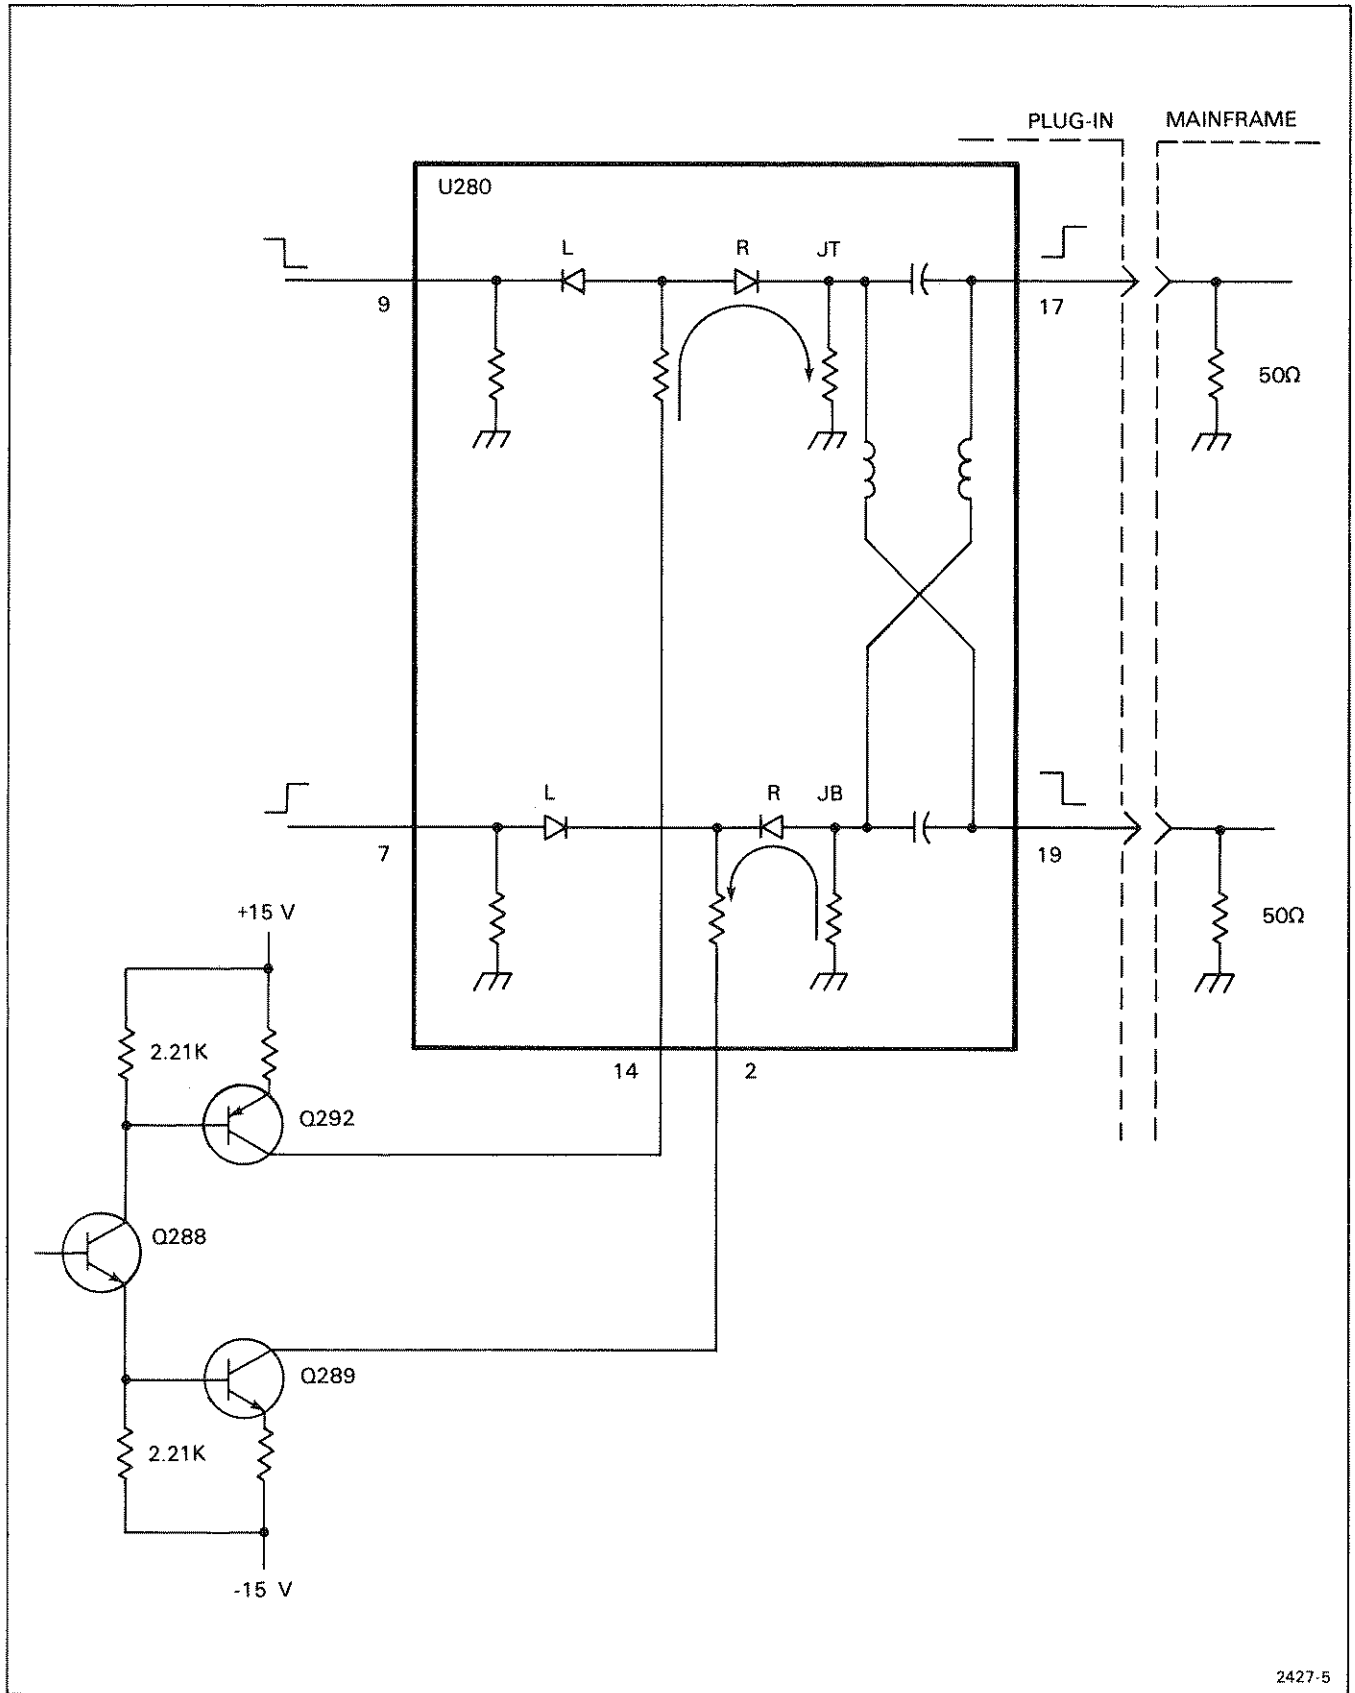 PLUG-IN MAINFRAME
U280
L R JT
9 17
50Ω
L R JB
7 19
+15 V
50Ω
2.21K
14 2
Q292
Q288
Q289
2.21K
-15 V
2427-5